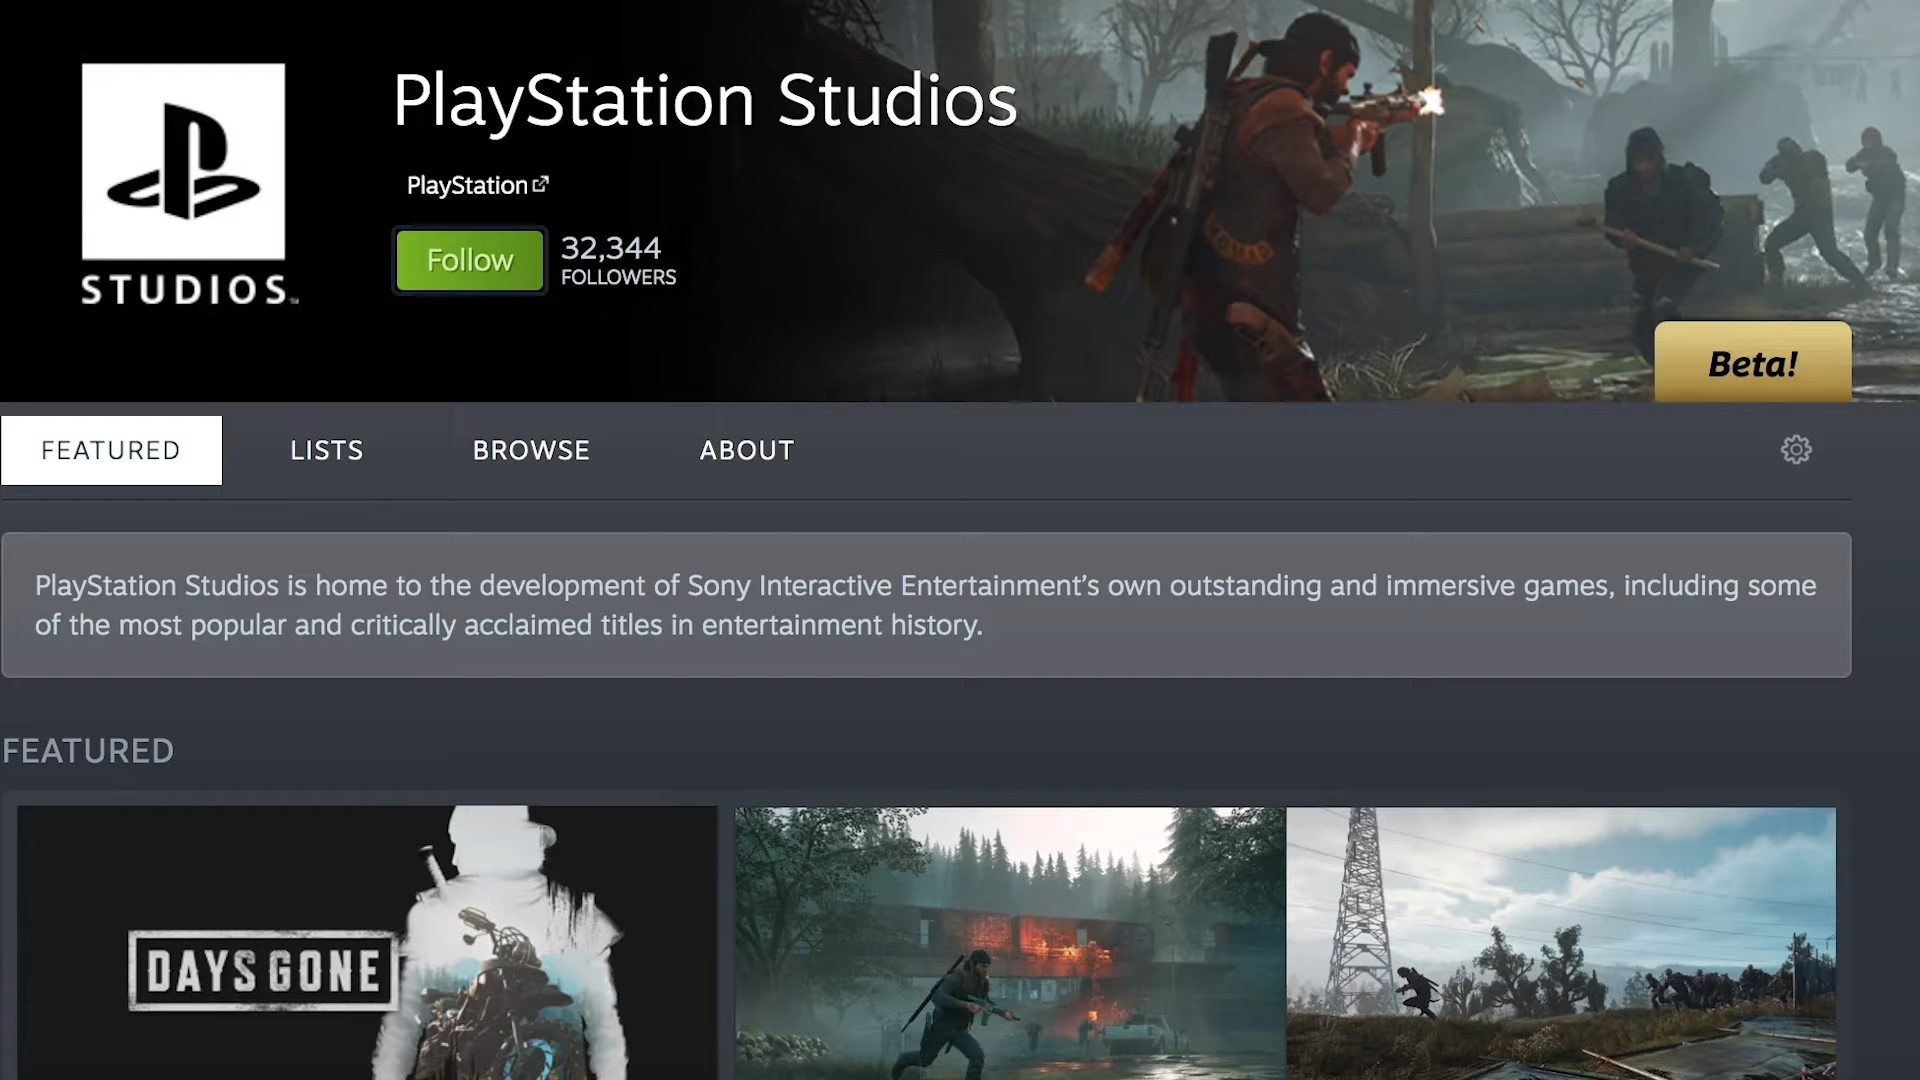 PlayStation Studios
STUDIOS
PlayStation
Follow
32,344
FOLLOWERS
Beta!
FEATURED
LISTS
BROWSE
ABOUT
PlayStation Studios is home to the development of Sony Interactive Entertainment’s own outstanding and immersive games, including some
of the most popular and critically acclaimed titles in entertainment history.
FEATURED
DAYS GONE